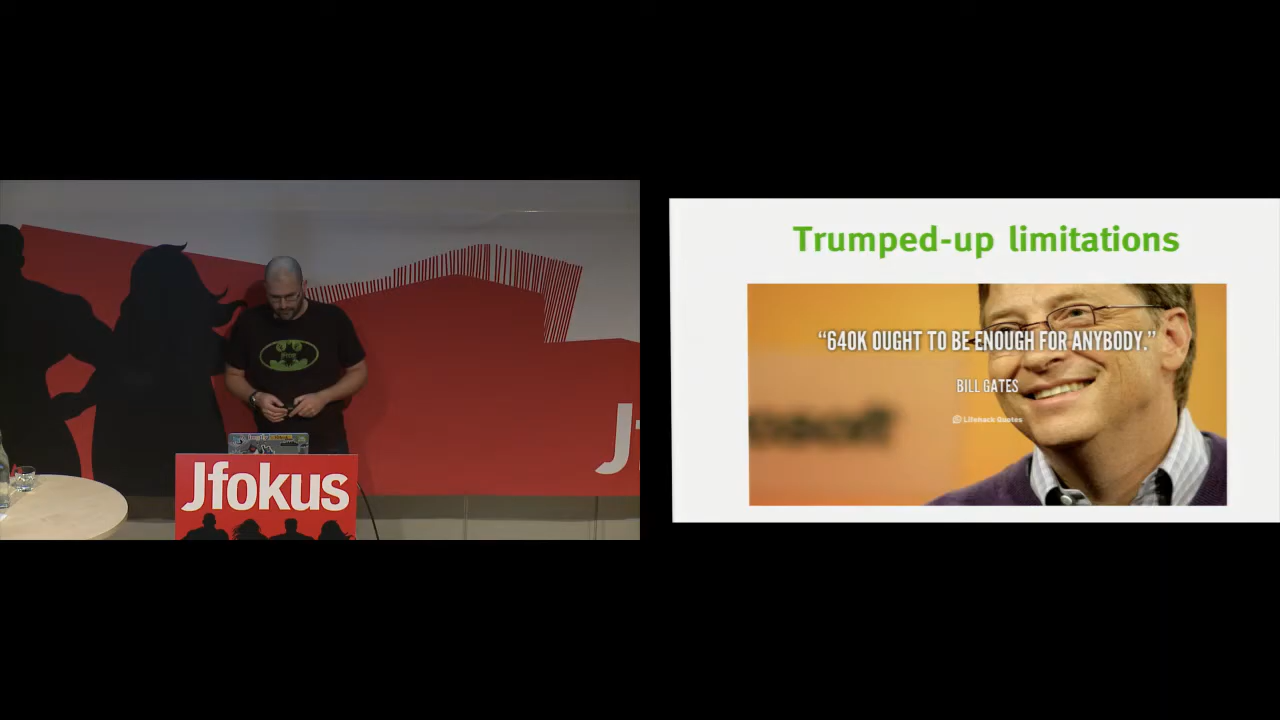 Jfokus
J
Trumped-up limitations
“640K OUGHT TO BE ENOUGH FOR ANYBODY.”
BILL GATES
Lifehack Quotes